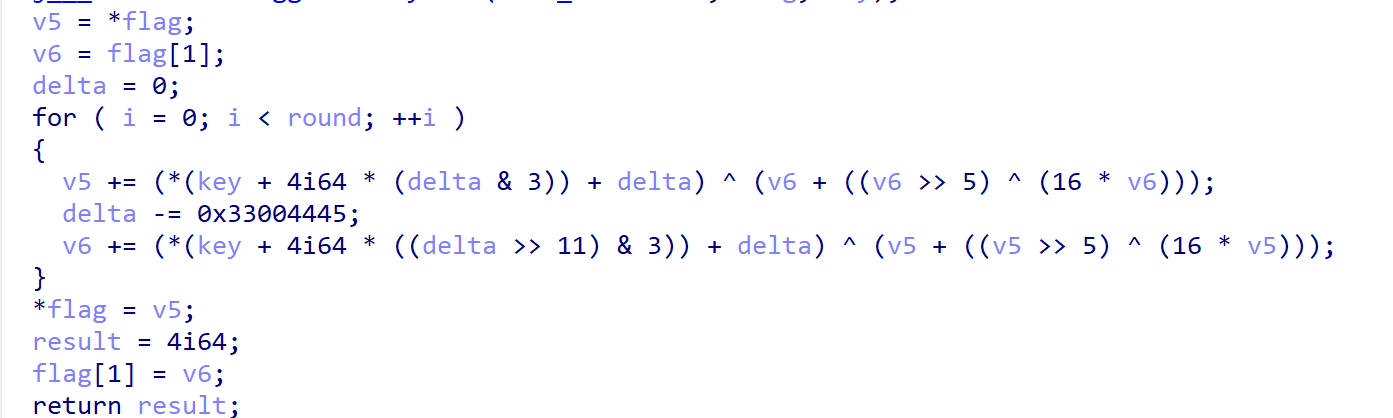 v5 = *flag;
v6 = flag[1];
delta = 0;
for ( i = 0; i < round; ++i )
{
  v5 += (*(key + 4i64 * (delta & 3)) + delta) ^ (v6 + ((v6 >> 5) ^ (16 * v6)));
  delta -= 0x33004445;
  v6 += (*(key + 4i64 * ((delta >> 11) & 3)) + delta) ^ (v5 + ((v5 >> 5) ^ (16 * v5)));
}
*flag = v5;
result = 4i64;
flag[1] = v6;
return result;